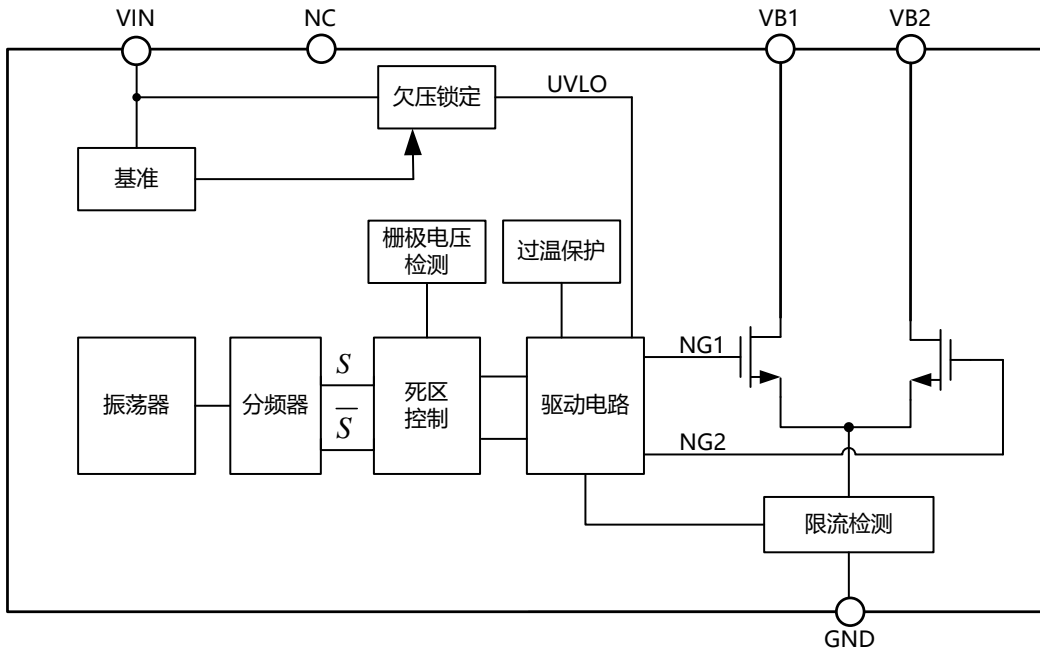 VIN
NC
VB1
VB2
欠压锁定
UVLO
基准
栅极电压
检测
过温保护
振荡器
分频器
S
S̅
死区
控制
驱动电路
NG1
NG2
限流检测
GND